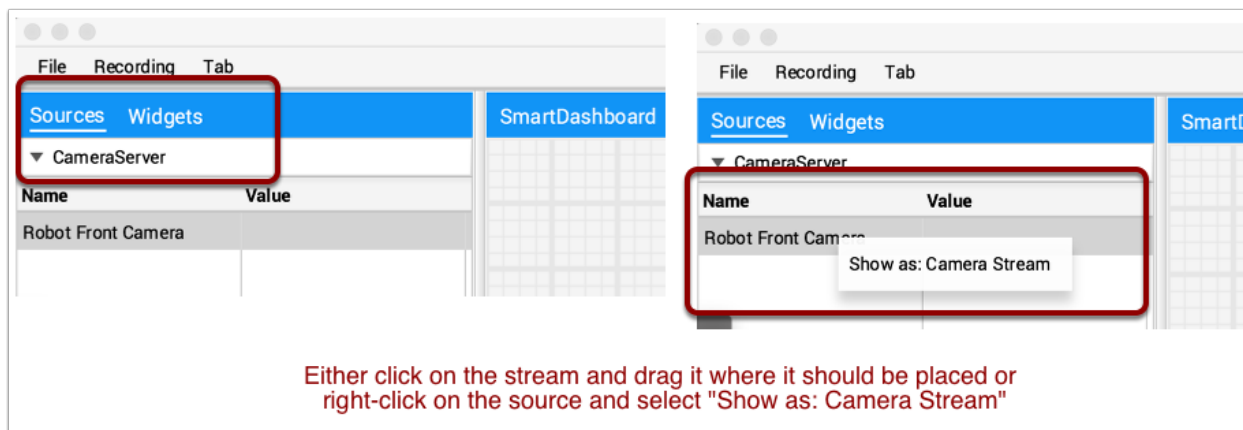 File Recording Tab
Sources Widgets
SmartDashboard
CameraServer
Name Value
Robot Front Camera
File Recording Tab
Sources Widgets
SmartD
CameraServer
Name Value
Robot Front Camera
Show as: Camera Stream
Either click on the stream and drag it where it should be placed or
right-click on the source and select "Show as: Camera Stream"